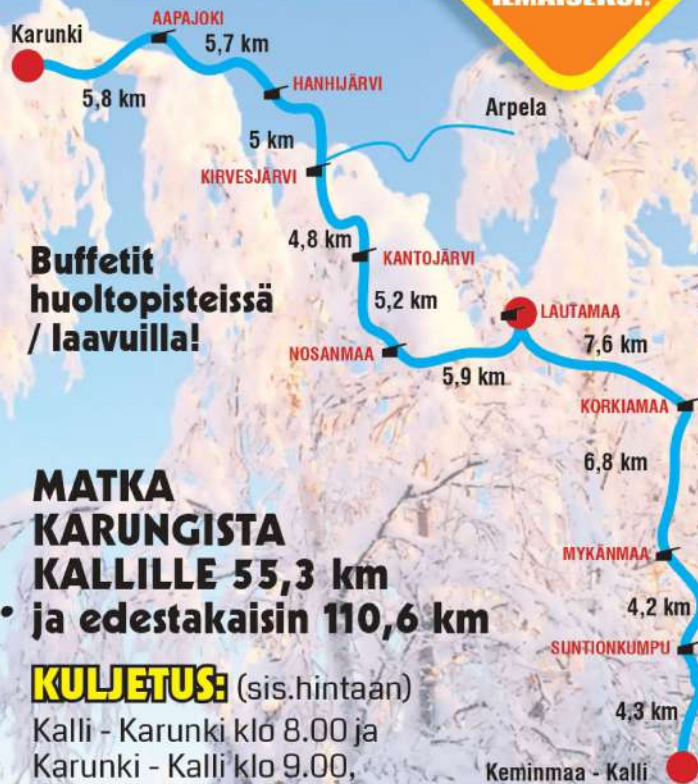 ILMAISEKSI!
Karunki
AAPAJOKI
5,7 km
5,8 km
HANHIJÄRVI
Arpela
5 km
KIRVESJÄRVI
4,8 km
KANTOJÄRVI
Buffetit
huoltopisteissä
/ laavuilla!
5,2 km
LAUTAMAA
NOSANMAA
7,6 km
5,9 km
KORKIAMAA
6,8 km
MATKA
KARUNGISTA
KALLILLE 55,3 km
• ja edestakaisin 110,6 km
MYKÄNMAA
4,2 km
SUNTIONKUMPU
KULJETUS: (sis.hintaan)
4,3 km
Kalli - Karunki klo 8.00 ja
Karunki - Kalli klo 9.00,
Keminmaa - Kalli